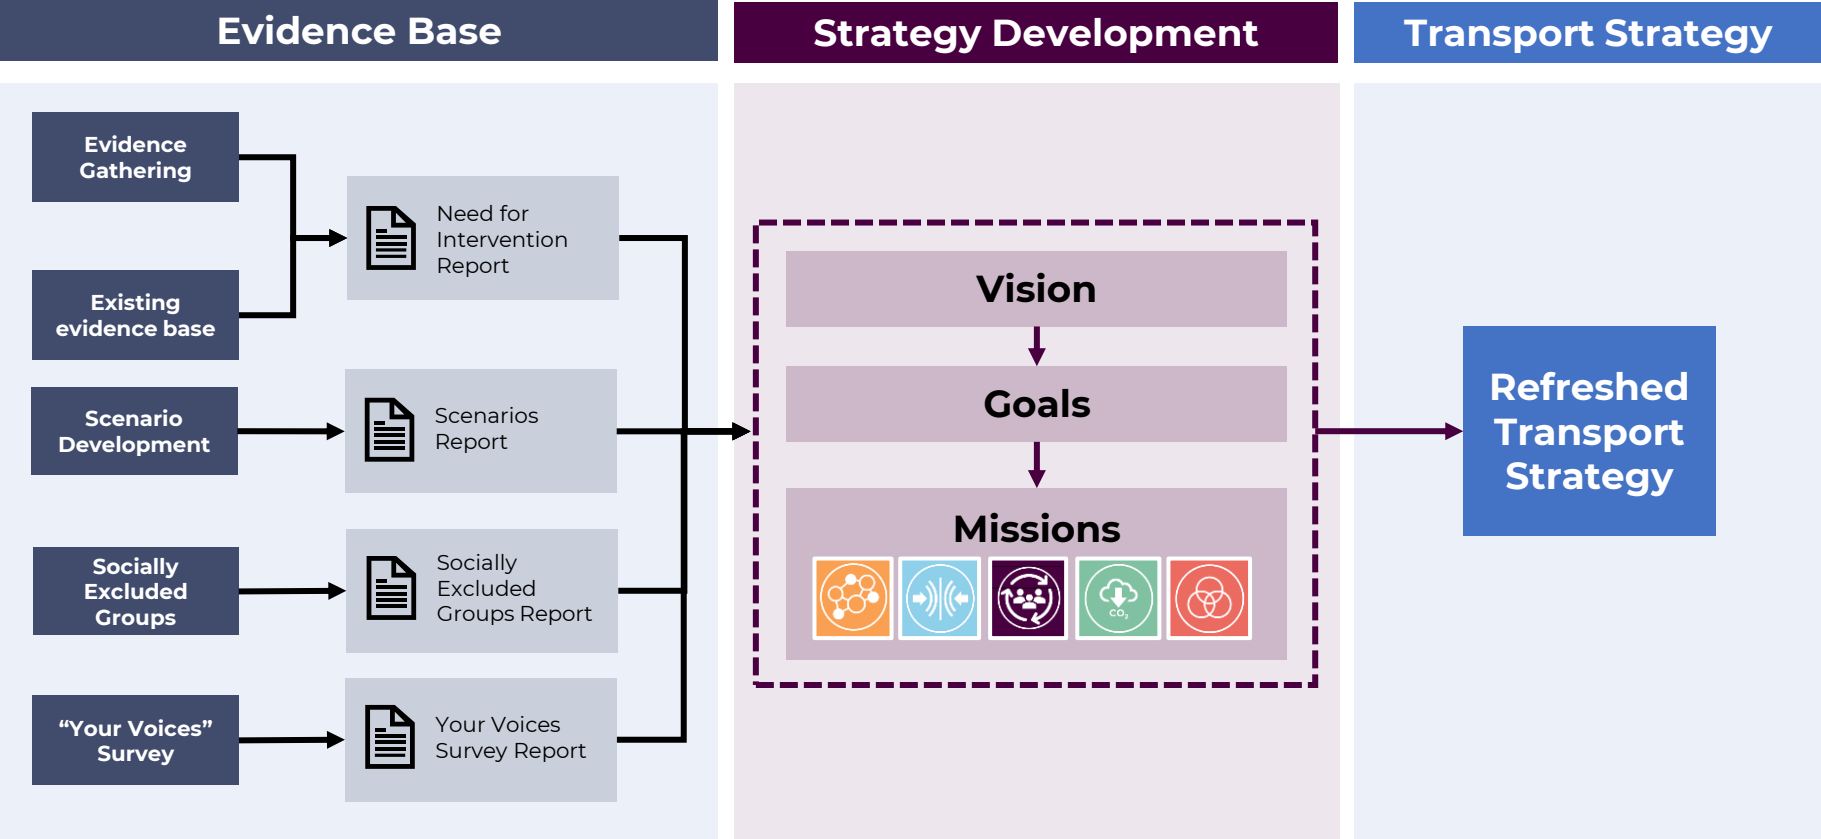 Evidence Base
Strategy Development
Transport Strategy
Evidence
Gathering
Existing
evidence base
Need for
Intervention
Report
Scenario
Development
Scenarios
Report
Socially
Excluded
Groups
Socially
Excluded
Groups Report
“Your Voices”
Survey
Your Voices
Survey Report
Vision
Goals
Missions
CO₂
Refreshed
Transport
Strategy